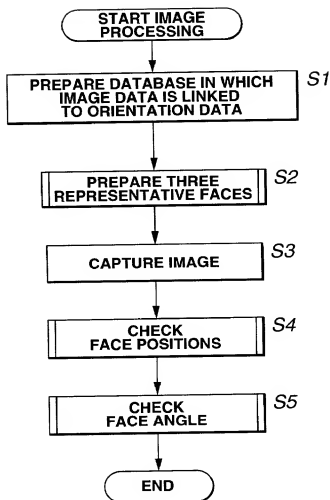 START IMAGE
PROCESSING
S1
PREPARE DATABASE IN WHICH
IMAGE DATA IS LINKED
TO ORIENTATION DATA
S2
PREPARE THREE
REPRESENTATIVE FACES
S3
CAPTURE IMAGE
S4
CHECK
FACE POSITIONS
S5
CHECK
FACE ANGLE
END